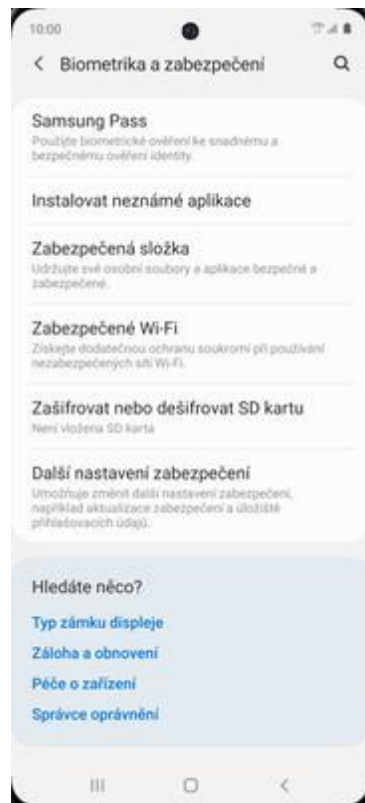 10:00
Biometrika a zabezpečení
Samsung Pass
Použijte biometrické ověření ke snadnému a
bezpečnému ověření identity.
Instalovat neznámé aplikace
Zabezpečená složka
Udržujte své osobní soubory a aplikace bezpečné a
zabezpečené.
Zabezpečené Wi-Fi
Získejte dodatečnou ochranu soukromí při používání
nezabezpečených sítí Wi-Fi.
Zašifrovat nebo dešifrovat SD kartu
Není vložena SD karta
Další nastavení zabezpečení
Umožňuje změnit další nastavení zabezpečení,
například aktualizace zabezpečení a úložiště
přihlašovacích údajů.
Hledáte něco?
Typ zámku displeje
Záloha a obnovení
Péče o zařízení
Správce oprávnění